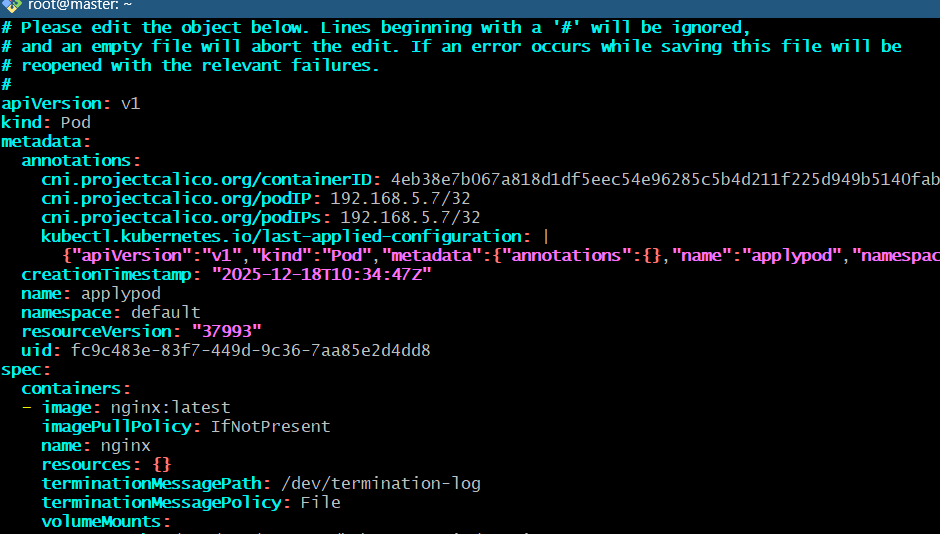 root@master: ~
# Please edit the object below. Lines beginning with a '#' will be ignored,
# and an empty file will abort the edit. If an error occurs while saving this file will be
# reopened with the relevant failures.
#
apiVersion: v1
kind: Pod
metadata:
  annotations:
    cni.projectcalico.org/containerID: 4eb38e7b067a818d1df5eec54e96285c5b4d211f225d949b5140fab
    cni.projectcalico.org/podIP: 192.168.5.7/32
    cni.projectcalico.org/podIPs: 192.168.5.7/32
    kubectl.kubernetes.io/last-applied-configuration: |
      {"apiVersion":"v1","kind":"Pod","metadata":{"annotations":{},"name":"applypod","namespac
  creationTimestamp: "2025-12-18T10:34:47Z"
  name: applypod
  namespace: default
  resourceVersion: "37993"
  uid: fc9c483e-83f7-449d-9c36-7aa85e2d4dd8
spec:
  containers:
  - image: nginx:latest
    imagePullPolicy: IfNotPresent
    name: nginx
    resources: {}
    terminationMessagePath: /dev/termination-log
    terminationMessagePolicy: File
    volumeMounts: